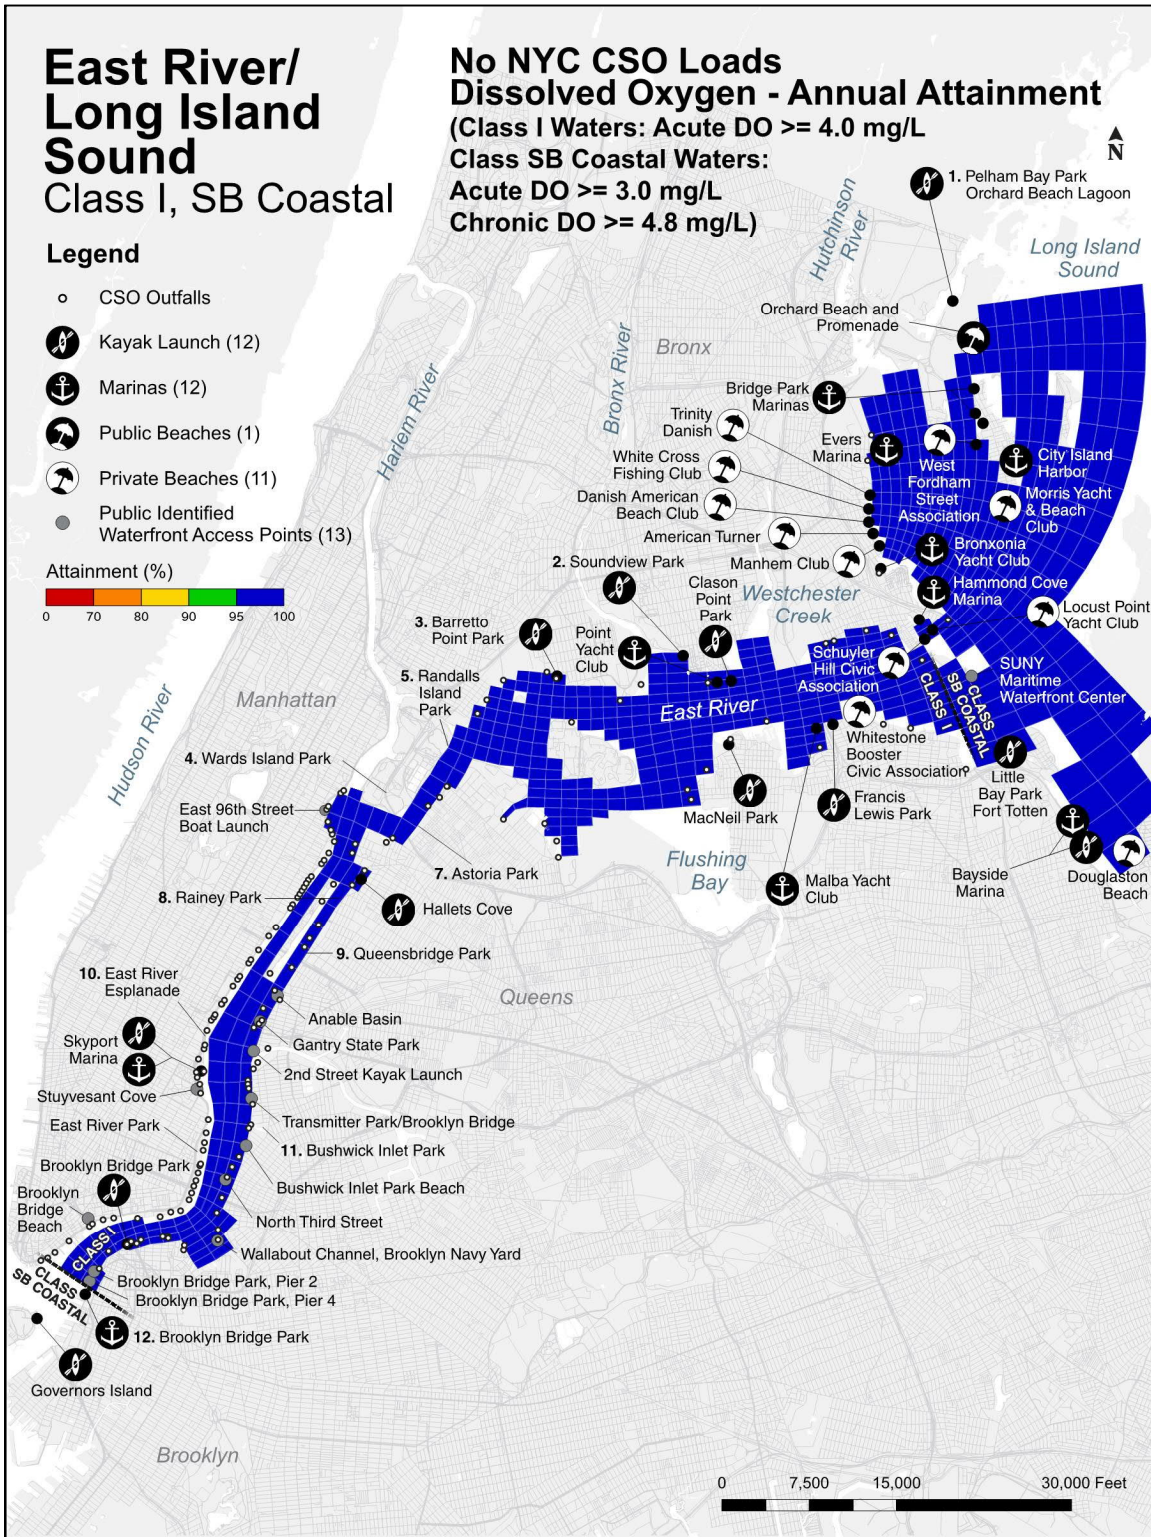 East River/
Long Island
Sound
Class I, SB Coastal
No NYC CSO Loads
Dissolved Oxygen - Annual Attainment
(Class I Waters: Acute DO >= 4.0 mg/L
Class SB Coastal Waters:
Acute DO >= 3.0 mg/L
Chronic DO >= 4.8 mg/L)
N
Legend
CSO Outfalls
Kayak Launch (12)
Marinas (12)
Public Beaches (1)
Private Beaches (11)
Public Identified
Waterfront Access Points (13)
Attainment (%)
0 70 80 90 95 100
1. Pelham Bay Park
Orchard Beach Lagoon
Hutchinson
River
Long Island
Sound
Orchard Beach and
Promenade
Bronx
Bronx River
Harlem River
Bridge Park
Marinas
Trinity
Danish
Evers
Marina
White Cross
Fishing Club
West
Fordham
Street
Association
City Island
Harbor
Danish American
Beach Club
Morris Yacht
& Beach
Club
American Turner
Manhem Club
Bronxonia
Yacht Club
2. Soundview Park
Clason
Point
Park
Westchester
Creek
Hammond Cove
Marina
Locust Point
Yacht Club
3. Barretto
Point Park
Point
Yacht
Club
Schuyler
Hill Civic
Association
SUNY
Maritime
Waterfront Center
5. Randalls
Island
Park
CLASS I
CLASS
SB COASTAL
East River
Manhattan
Hudson River
4. Wards Island Park
Whitestone
Booster
Civic Association
Little
Bay Park
Fort Totten
East 96th Street
Boat Launch
MacNeil Park
Francis
Lewis Park
7. Astoria Park
Flushing
Bay
Malba Yacht
Club
Bayside
Marina
Douglaston
Beach
8. Rainey Park
Hallets Cove
9. Queensbridge Park
10. East River
Esplanade
Queens
Anable Basin
Skyport
Marina
Gantry State Park
2nd Street Kayak Launch
Stuyvesant Cove
East River Park
Transmitter Park/Brooklyn Bridge
11. Bushwick Inlet Park
Brooklyn Bridge Park
Bushwick Inlet Park Beach
Brooklyn
Bridge
Beach
North Third Street
CLASS I
Wallabout Channel, Brooklyn Navy Yard
CLASS
SB COASTAL
Brooklyn Bridge Park, Pier 2
Brooklyn Bridge Park, Pier 4
12. Brooklyn Bridge Park
Governors Island
Brooklyn
0 7,500 15,000 30,000 Feet